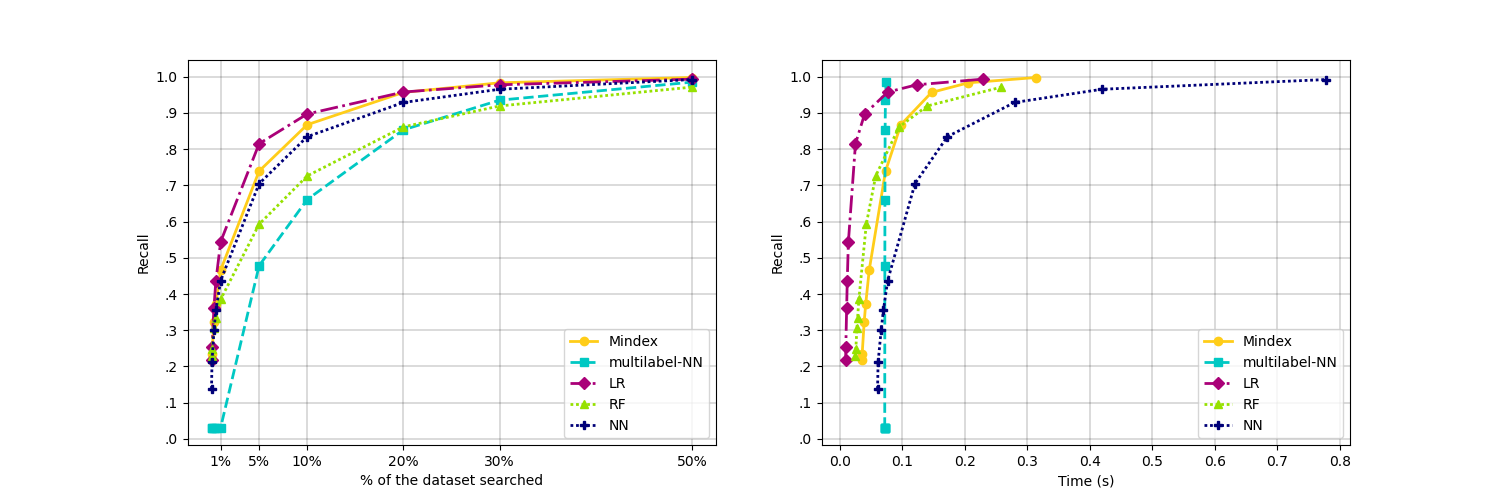 1.0
.9
.8
.7
.6
.5
.4
.3
.2
.1
.0
Recall
1% 5% 10% 20% 30% 50%
% of the dataset searched
Mindex
multilabel-NN
LR
RF
NN
1.0
.9
.8
.7
.6
.5
.4
.3
.2
.1
.0
Recall
0.0 0.1 0.2 0.3 0.4 0.5 0.6 0.7 0.8
Time (s)
Mindex
multilabel-NN
LR
RF
NN